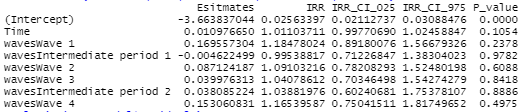 Esitmates IRR IRR_CI_025 IRR_CI_975 P_value
(Intercept) -3.663837044 0.02563397 0.02112737 0.03088476 0.0000
Time 0.010976650 1.01103711 0.99770690 1.02458847 0.1054
wavesWave 1 0.169557304 1.18478024 0.89180076 1.56679326 0.2378
wavesIntermediate period 1 -0.004622499 0.99538817 0.71226847 1.38304023 0.9782
wavesWave 2 0.087124187 1.09103216 0.78208293 1.52480198 0.6088
wavesWave 3 0.039976313 1.04078612 0.70346498 1.54274279 0.8418
wavesIntermediate period 2 0.038085224 1.03881976 0.60240681 1.75378107 0.8886
wavesWave 4 0.153060831 1.16539587 0.75041511 1.81749652 0.4975